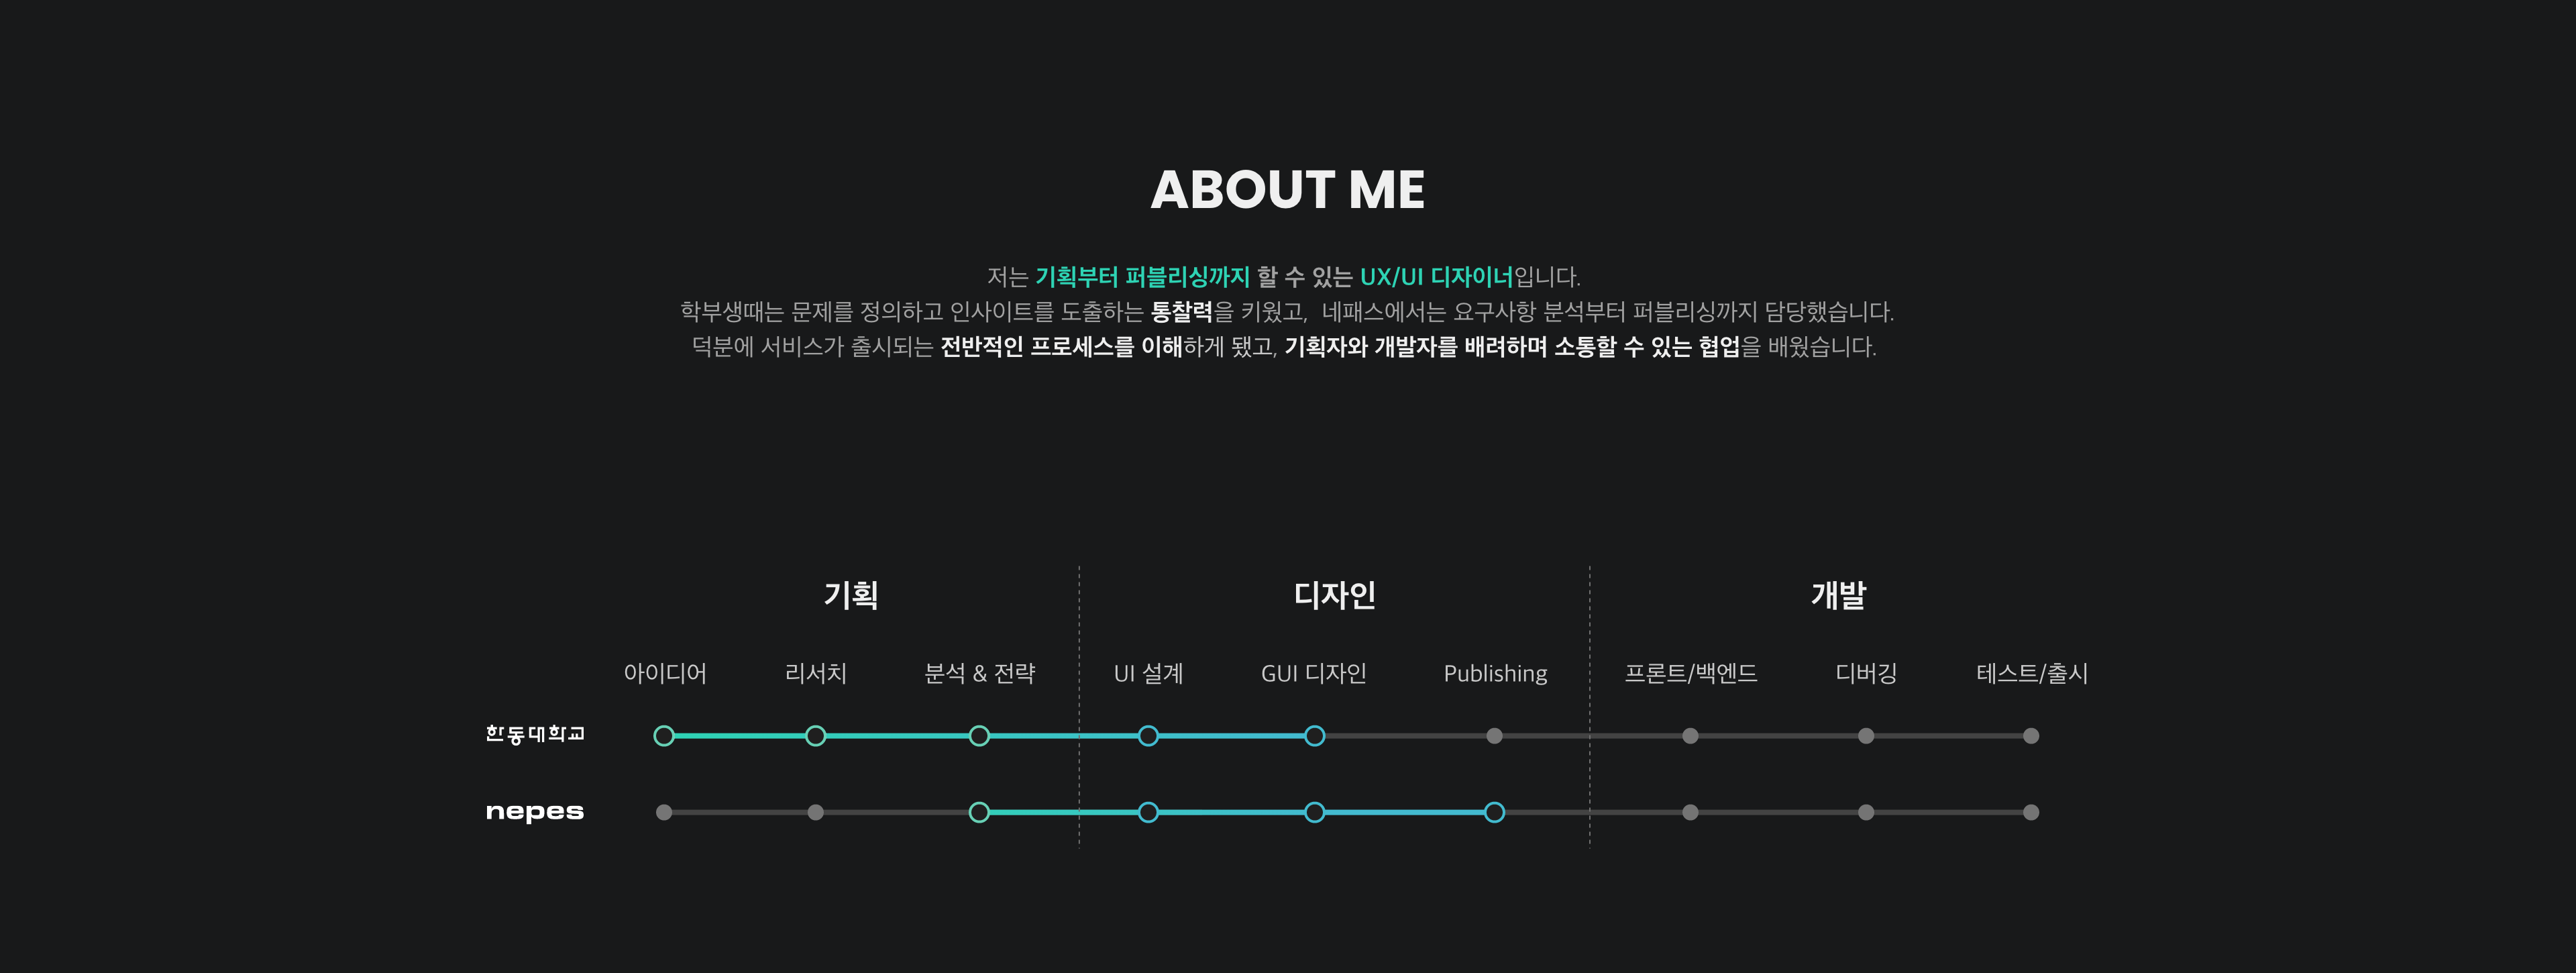 ABOUT ME
저는 기획부터 퍼블리싱까지 할 수 있는 UX/UI 디자이너입니다.
학부생때는 문제를 정의하고 인사이트를 도출하는 통찰력을 키웠고, 네패스에서는 요구사항 분석부터 퍼블리싱까지 담당했습니다.
덕분에 서비스가 출시되는 전반적인 프로세스를 이해하게 됐고, 기획자와 개발자를 배려하며 소통할 수 있는 협업을 배웠습니다.
기획 디자인 개발
아이디어 리서치 분석 & 전략 UI 설계 GUI 디자인 Publishing 프론트/백엔드 디버깅 테스트/출시
한동대학교
nepes